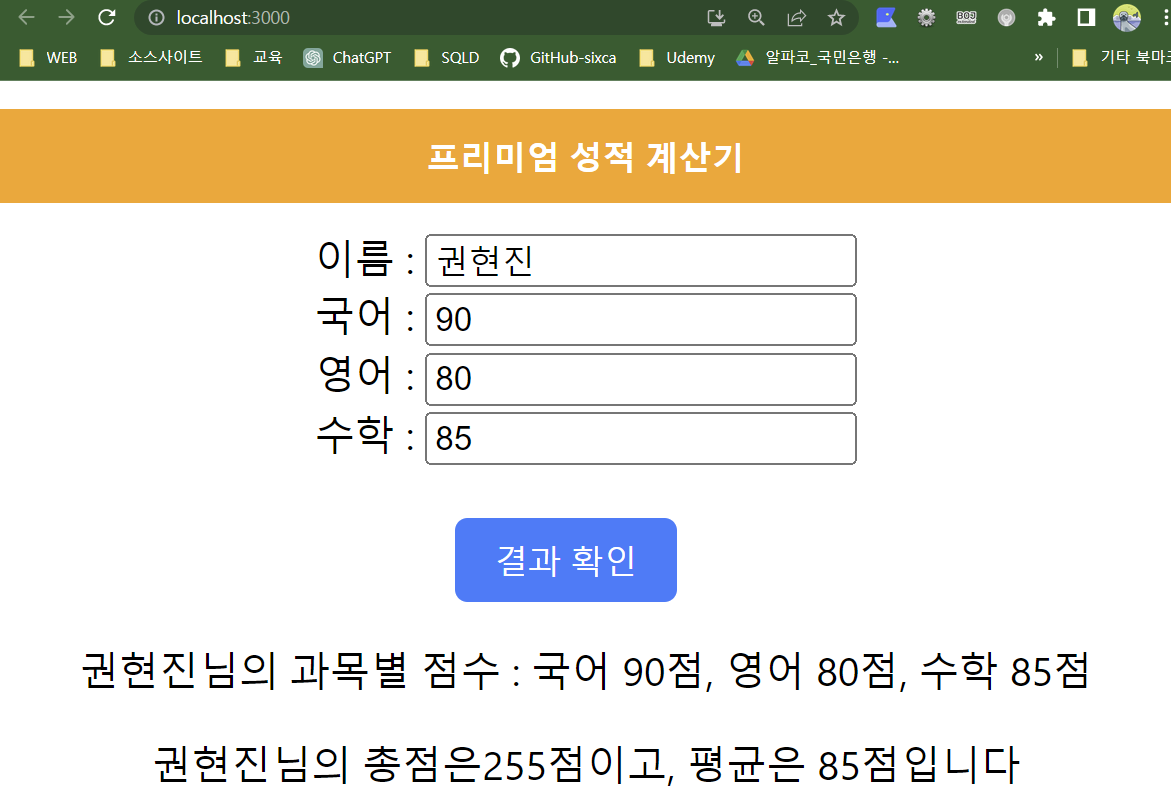 localhost:3000
WEB 소스사이트 교육 ChatGPT SQLD GitHub-sixca Udemy 알파코_국민은행 -... » 기타 북마크
프리미엄 성적 계산기
이름 : 권현진
국어 : 90
영어 : 80
수학 : 85
결과 확인
권현진님의 과목별 점수 : 국어 90점, 영어 80점, 수학 85점
권현진님의 총점은255점이고, 평균은 85점입니다